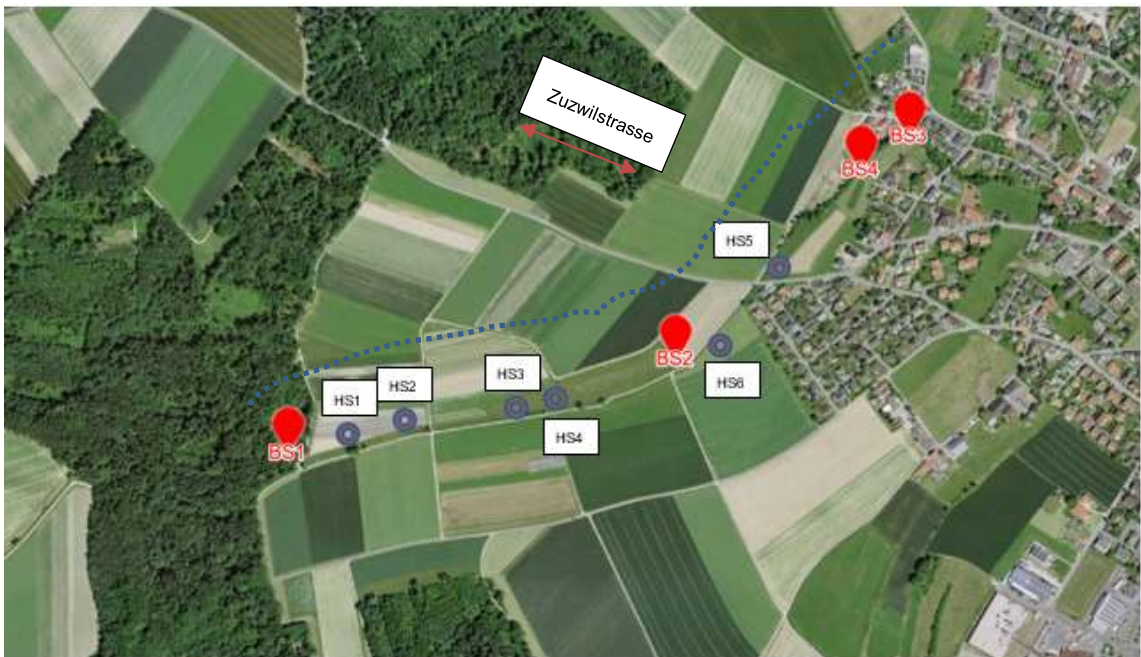 Zuzwilstrasse
BS3
BS4
HS5
BS2
HS6
HS3
HS2
HS1
HS4
BS1